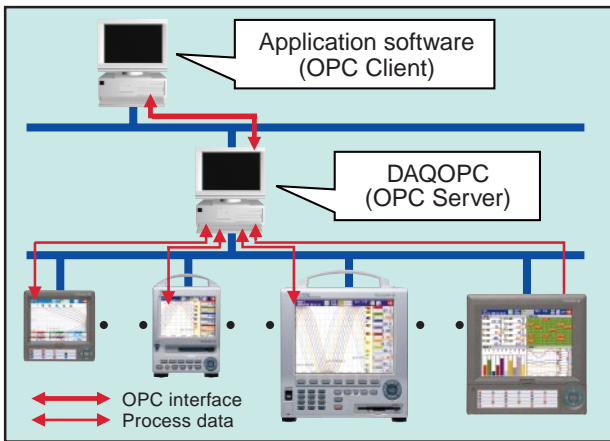 Application software
(OPC Client)
DAQOPC
(OPC Server)
OPC interface
Process data